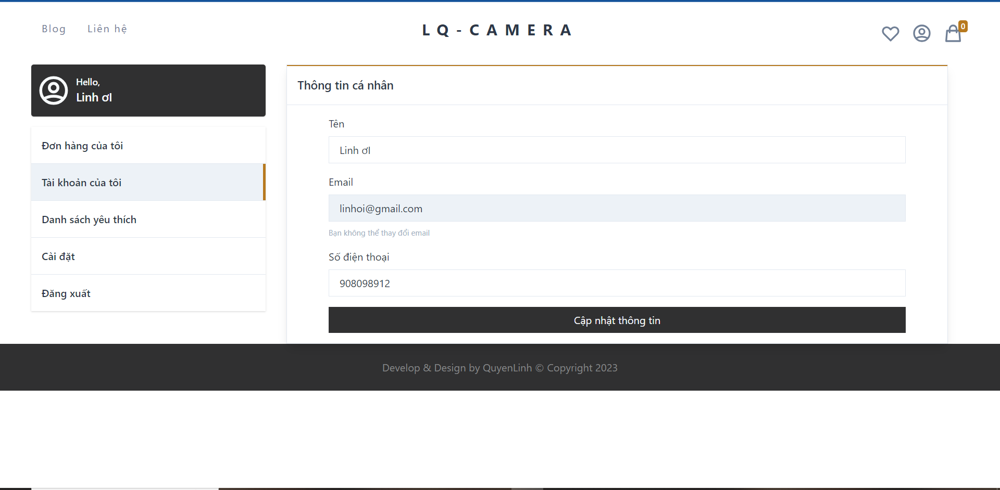 Blog
Liên hệ
LQ-CAMERA
0
Hello,
Linh ơI
Đơn hàng của tôi
Tài khoản của tôi
Danh sách yêu thích
Cài đặt
Đăng xuất
Thông tin cá nhân
Tên
Linh ơI
Email
linhoi@gmail.com
Bạn không thể thay đổi email
Số điện thoại
908098912
Cập nhật thông tin
Develop & Design by QuyenLinh © Copyright 2023